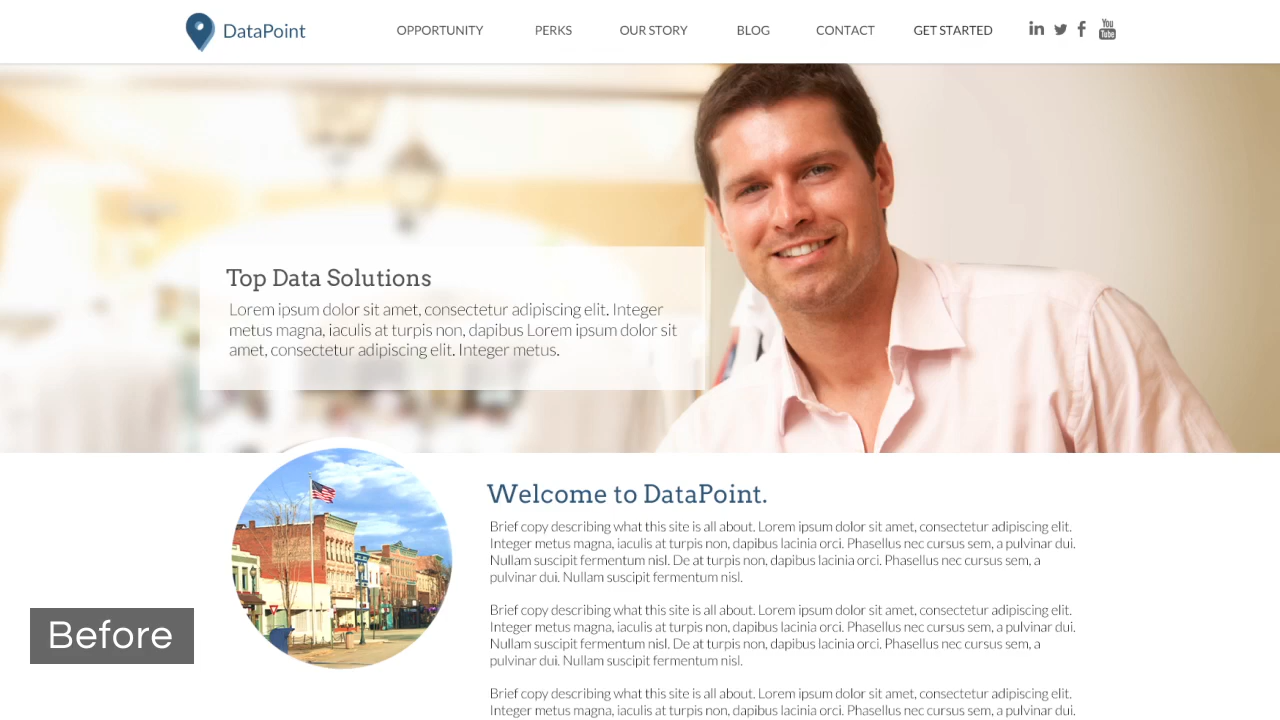 DataPoint
OPPORTUNITY PERKS OUR STORY BLOG CONTACT GET STARTED in f You Tube
Top Data Solutions
Lorem ipsum dolor sit amet, consectetur adipiscing elit. Integer
metus magna, iaculis at turpis non, dapibus Lorem ipsum dolor sit
amet, consectetur adipiscing elit. Integer metus.
Welcome to DataPoint.
Brief copy describing what this site is all about. Lorem ipsum dolor sit amet, consectetur adipiscing elit.
Integer metus magna, iaculis at turpis non, dapibus lacinia orci. Phasellus nec cursus sem, a pulvinar dui.
Nullam suscipit fermentum nisl. De at turpis non, dapibus lacinia orci. Phasellus nec cursus sem, a
pulvinar dui. Nullam suscipit fermentum nisl.
Brief copy describing what this site is all about. Lorem ipsum dolor sit amet, consectetur adipiscing elit.
Integer metus magna, iaculis at turpis non, dapibus lacinia orci. Phasellus nec cursus sem, a pulvinar dui.
Nullam suscipit fermentum nisl. De at turpis non, dapibus lacinia orci. Phasellus nec cursus sem, a
pulvinar dui. Nullam suscipit fermentum nisl.
Brief copy describing what this site is all about. Lorem ipsum dolor sit amet, consectetur adipiscing elit.
Integer metus magna, iaculis at turpis non, dapibus lacinia orci. Phasellus nec cursus sem, a pulvinar dui.
Before